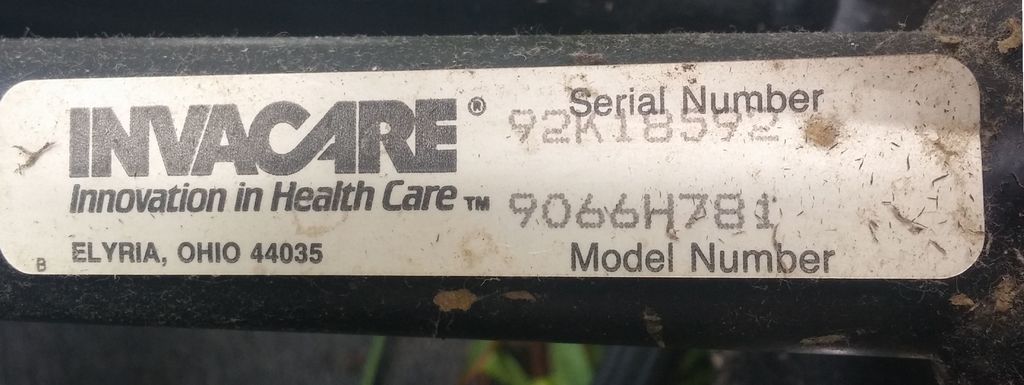 INVACARE®
Innovation in Health Care™
B ELYRIA, OHIO 44035
Serial Number
92K18592
9066H781
Model Number